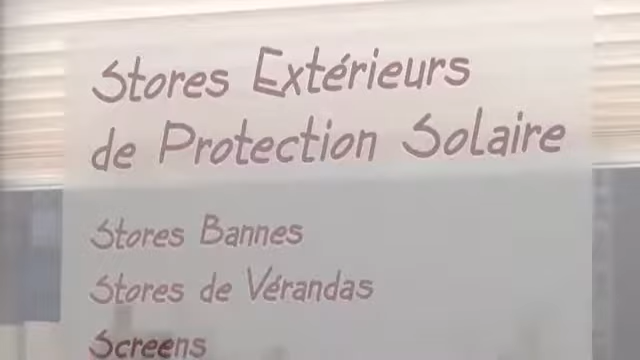 Stores Extérieurs
de Protection Solaire
Stores Bannes
Stores de Vérandas
Screens